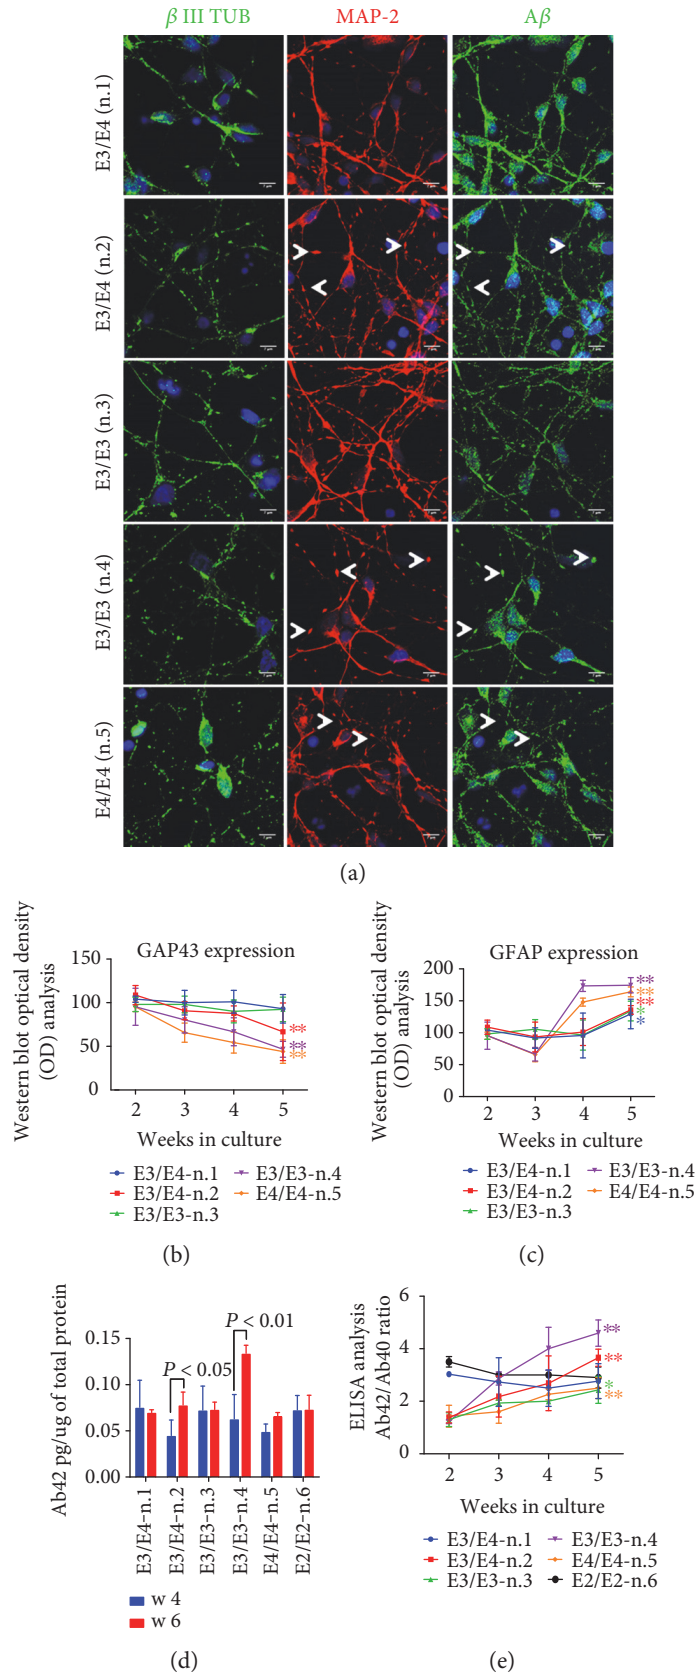 β III TUB MAP-2 Aβ
E3/E4 (n.1)
E3/E4 (n.2)
E3/E3 (n.3)
E3/E3 (n.4)
E4/E4 (n.5)
(a)
GAP43 expression
Western blot optical density
(OD) analysis
150
100
50
0
2 3 4 5
Weeks in culture
**
**
**
E3/E4-n.1 E3/E3-n.4
E3/E4-n.2 E4/E4-n.5
E3/E3-n.3
(b)
GFAP expression
Western blot optical density
(OD) analysis
200
150
100
50
0
2 3 4 5
Weeks in culture
**
**
**
*
*
E3/E4-n.1 E3/E3-n.4
E3/E4-n.2 E4/E4-n.5
E3/E3-n.3
(c)
Ab42 pg/ug of total protein
0.15
0.10
0.05
0.00
P < 0.05
P < 0.01
E3/E4-n.1
E3/E4-n.2
E3/E3-n.3
E3/E3-n.4
E4/E4-n.5
E2/E2-n.6
w 4
w 6
(d)
ELISA analysis
Ab42/Ab40 ratio
6
4
2
0
2 3 4 5
Weeks in culture
**
**
*
**
E3/E4-n.1 E3/E3-n.4
E3/E4-n.2 E4/E4-n.5
E3/E3-n.3 E2/E2-n.6
(e)